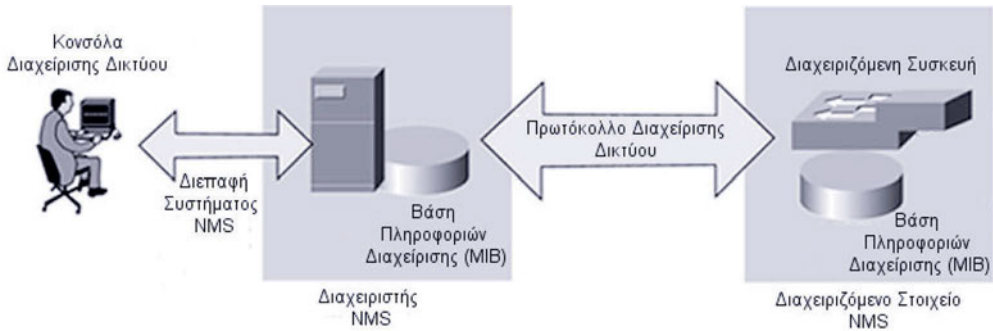 Κονσόλα
Διαχείρισης Δικτύου
Διεπαφή
Συστήματος
NMS
Βάση
Πληροφοριών
Διαχείρισης (MIB)
Διαχειριστής
NMS
Πρωτόκολλο Διαχείρισης
Δικτύου
Διαχειριζόμενη Συσκευή
Βάση
Πληροφοριών
Διαχείρισης (MIB)
Διαχειριζόμενο Στοιχείο
NMS